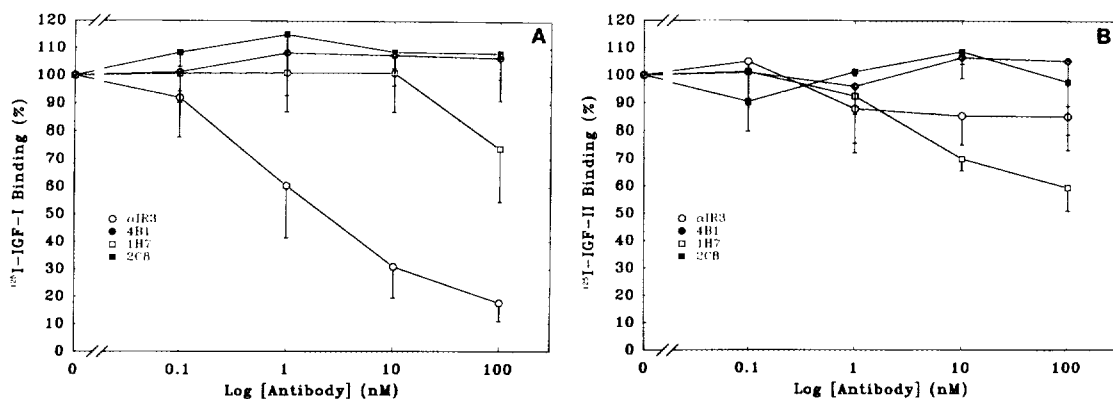 A
120
110
100
90
80
70
60
50
40
30
20
10
0
¹²⁵I-IGF-I Binding (%)
αIR3
4B1
1H7
2C8
0 0.1 1 10 100
Log [Antibody] (nM)
B
120
110
100
90
80
70
60
50
40
30
20
10
0
¹²⁵I-IGF-II Binding (%)
αIR3
4B1
1H7
2C8
0 0.1 1 10 100
Log [Antibody] (nM)